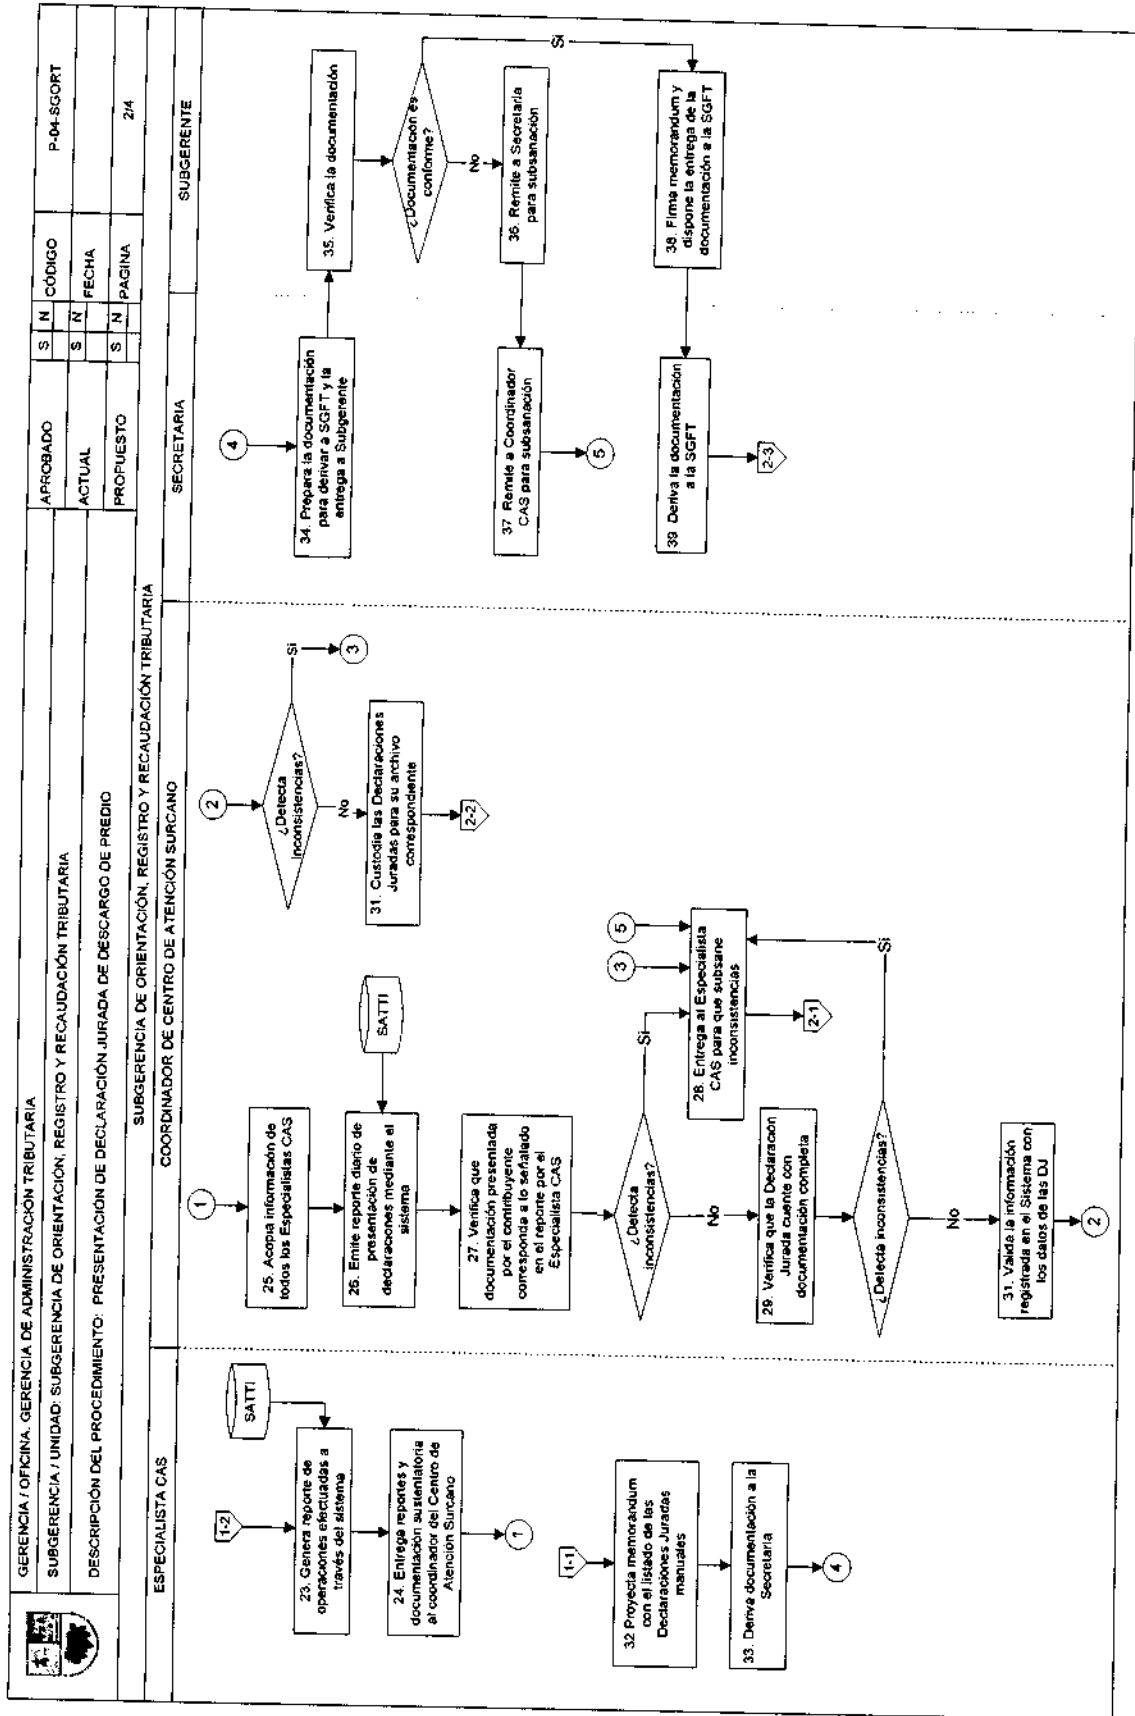 GERENCIA / OFICINA. GERENCIA DE ADMINISTRACIÓN TRIBUTARIA
SUBGERENCIA / UNIDAD: SUBGERENCIA DE ORIENTACIÓN, REGISTRO Y RECAUDACIÓN TRIBUTARIA
DESCRIPCIÓN DEL PROCEDIMIENTO: PRESENTACIÓN DE DECLARACIÓN JURADA DE DESCARGO DE PREDIO
APROBADO
S N
CÓDIGO
P-04-SGORT
ACTUAL
S N
FECHA
PROPUESTO
S N
PAGINA
2/4
SUBGERENCIA DE ORIENTACIÓN, REGISTRO Y RECAUDACIÓN TRIBUTARIA
ESPECIALISTA CAS
COORDINADOR DE CENTRO DE ATENCIÓN SURCANO
SECRETARIA
SUBGERENTE
1-2
SATTI
23. Genera reporte de
operaciones efectuadas a
través del sistema
24. Entrega reportes y
documentación sustentatoria
al coordinador del Centro de
Atención Surcano
1
1-1
32 Proyecta memorandum
con el listado de las
Declaraciones Juradas
manuales
33. Deriva documentación a la
Secretaria
4
1
25. Acopia información de
todos los Especialistas CAS
SATTI
26. Emite reporte diario de
presentación de
declaraciones mediante el
sistema
27. Verifica que
documentación presentada
por el contribuyente
corresponda a lo señalado
en el reporte por el
Especialista CAS
¿Detecta
inconsistencias?
Si
No
3
5
28. Entrega al Especialista
CAS para que subsane
inconsistencias
2-1
29. Verifica que la Declaración
Jurada cuente con
documentación completa
¿Detecta inconsistencias?
Si
No
31. Valida la información
registrada en el Sistema con
los datos de las DJ
2
2
¿Detecta
Inconsistencias?
Si
3
No
31. Custodia las Declaraciones
Juradas para su archivo
correspondiente
2-2
4
34. Prepara la documentación
para derivar a SGFT y la
entrega a Subgerente
35. Verifica la documentación
¿Documentación es
conforme?
Si
No
36. Remite a Secretaria
para subsanación
37 Remite a Coordinador
CAS para subsanación
5
38. Firma memorandum y
dispone la entrega de la
documentación a la SGFT
39 Deriva la documentación
a la SGFT
2-3